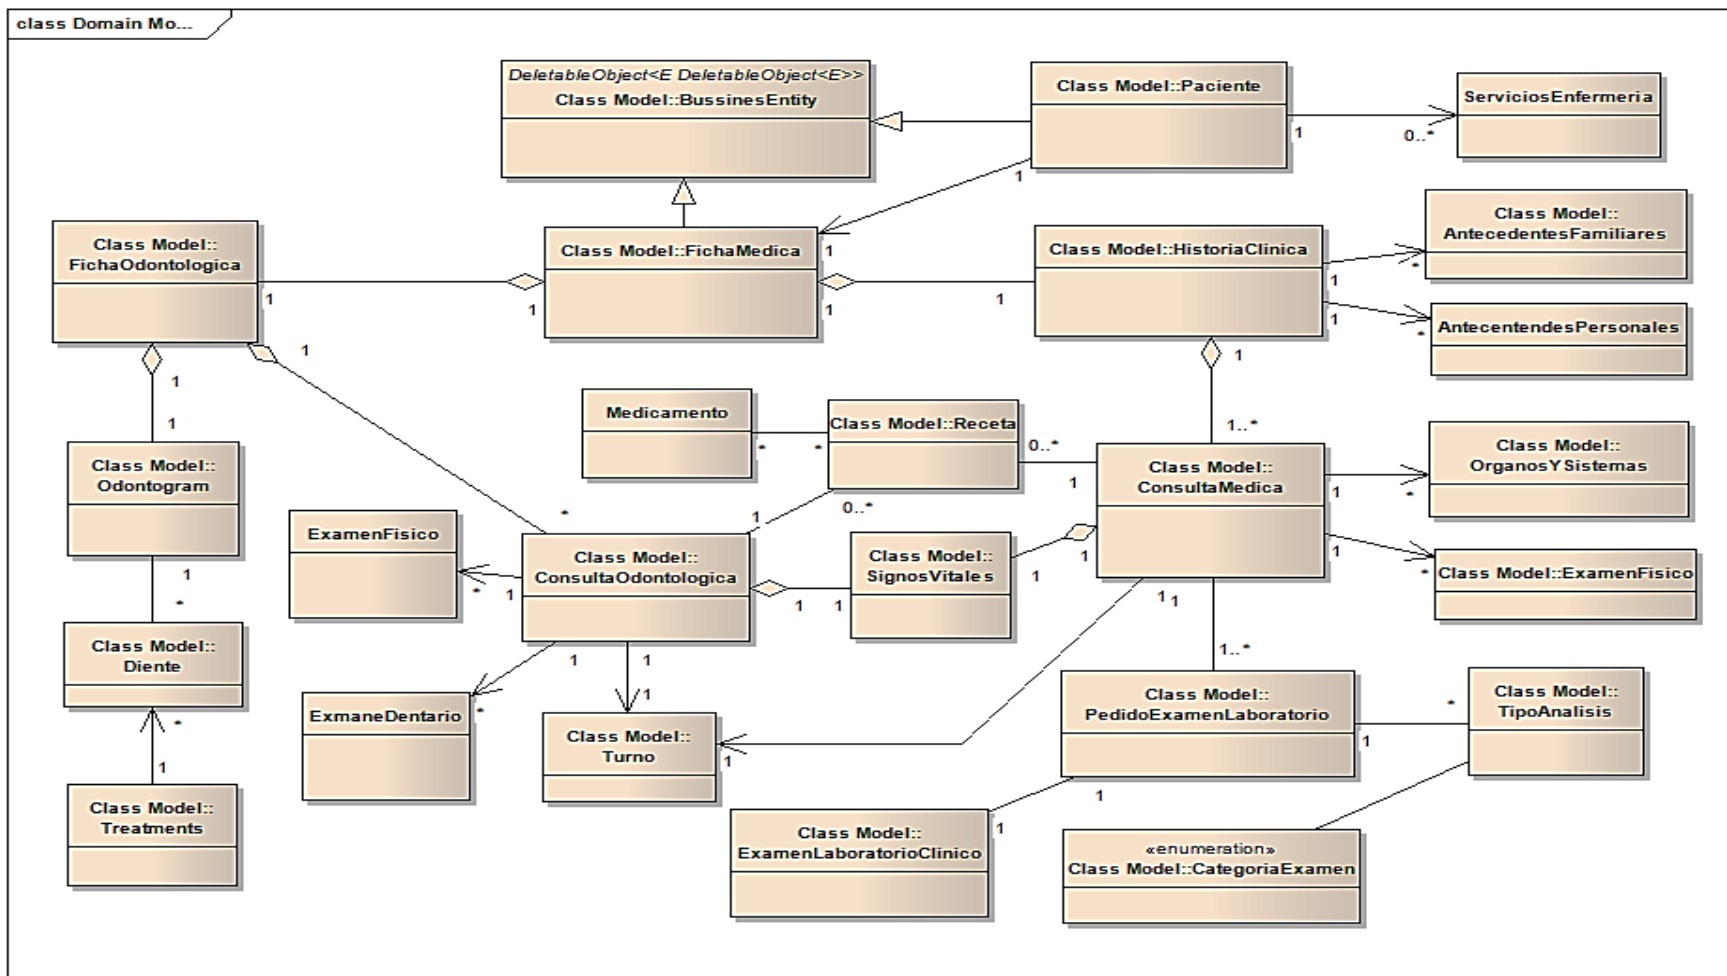 class Domain Mo...
DeletableObject<E DeletableObject<E>>
Class Model::BussinesEntity
Class Model::Paciente
ServiciosEnfermeria
1
0..*
1
Class Model::
AntecedentesFamiliares
Class Model::
FichaOdontologica
Class Model::FichaMedica
1
Class Model::HistoriaClinica
1
*
1
1
1
1
AntecentendesPersonales
1
*
1
1
1
1
Medicamento
*
*
Class Model::Receta
0..*
1..*
Class Model::
OrganosYSistemas
Class Model::
Odontogram
Class Model::
ConsultaMedica
1
1
*
0..*
1
*
ExamenFisico
Class Model::
ConsultaOdontologica
Class Model::
SignosVitales
1
1
1
*
Class Model::ExamenFisico
1
*
*
1
1
1
1
1
Class Model::
Diente
1
1
1..*
*
1
ExmaneDentario
*
1
Class Model::
Turno
1
Class Model::
PedidoExamenLaboratorio
1
*
Class Model::
TipoAnalisis
1
Class Model::
Treatments
1
1
Class Model::
ExamenLaboratorioClinico
«enumeration»
Class Model::CategoriaExamen